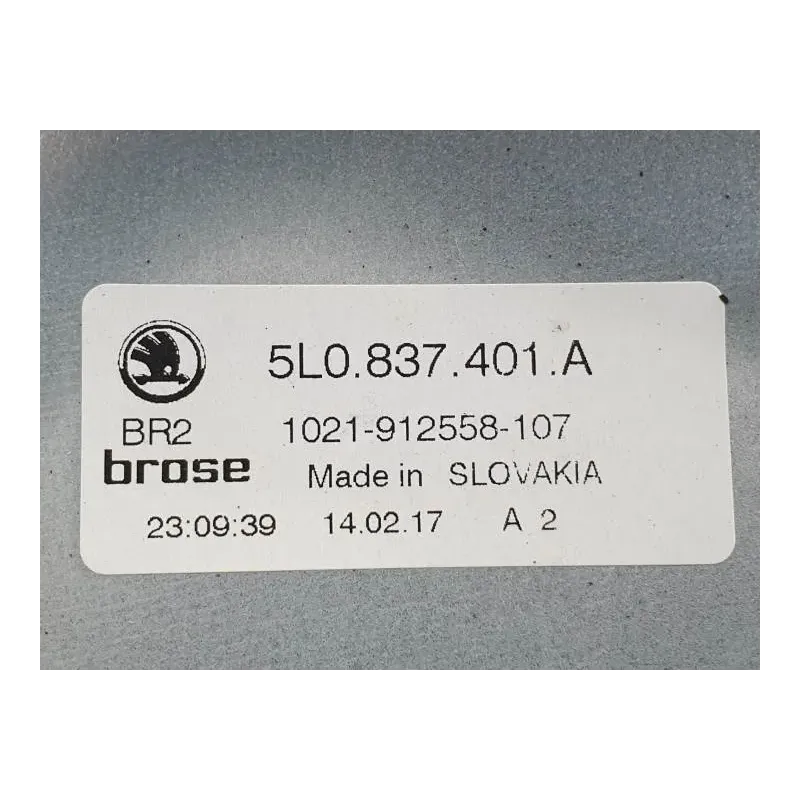 5L0.837.401.A
BR2 1021-912558-107
brose Made in SLOVAKIA
23:09:39 14.02.17 A 2